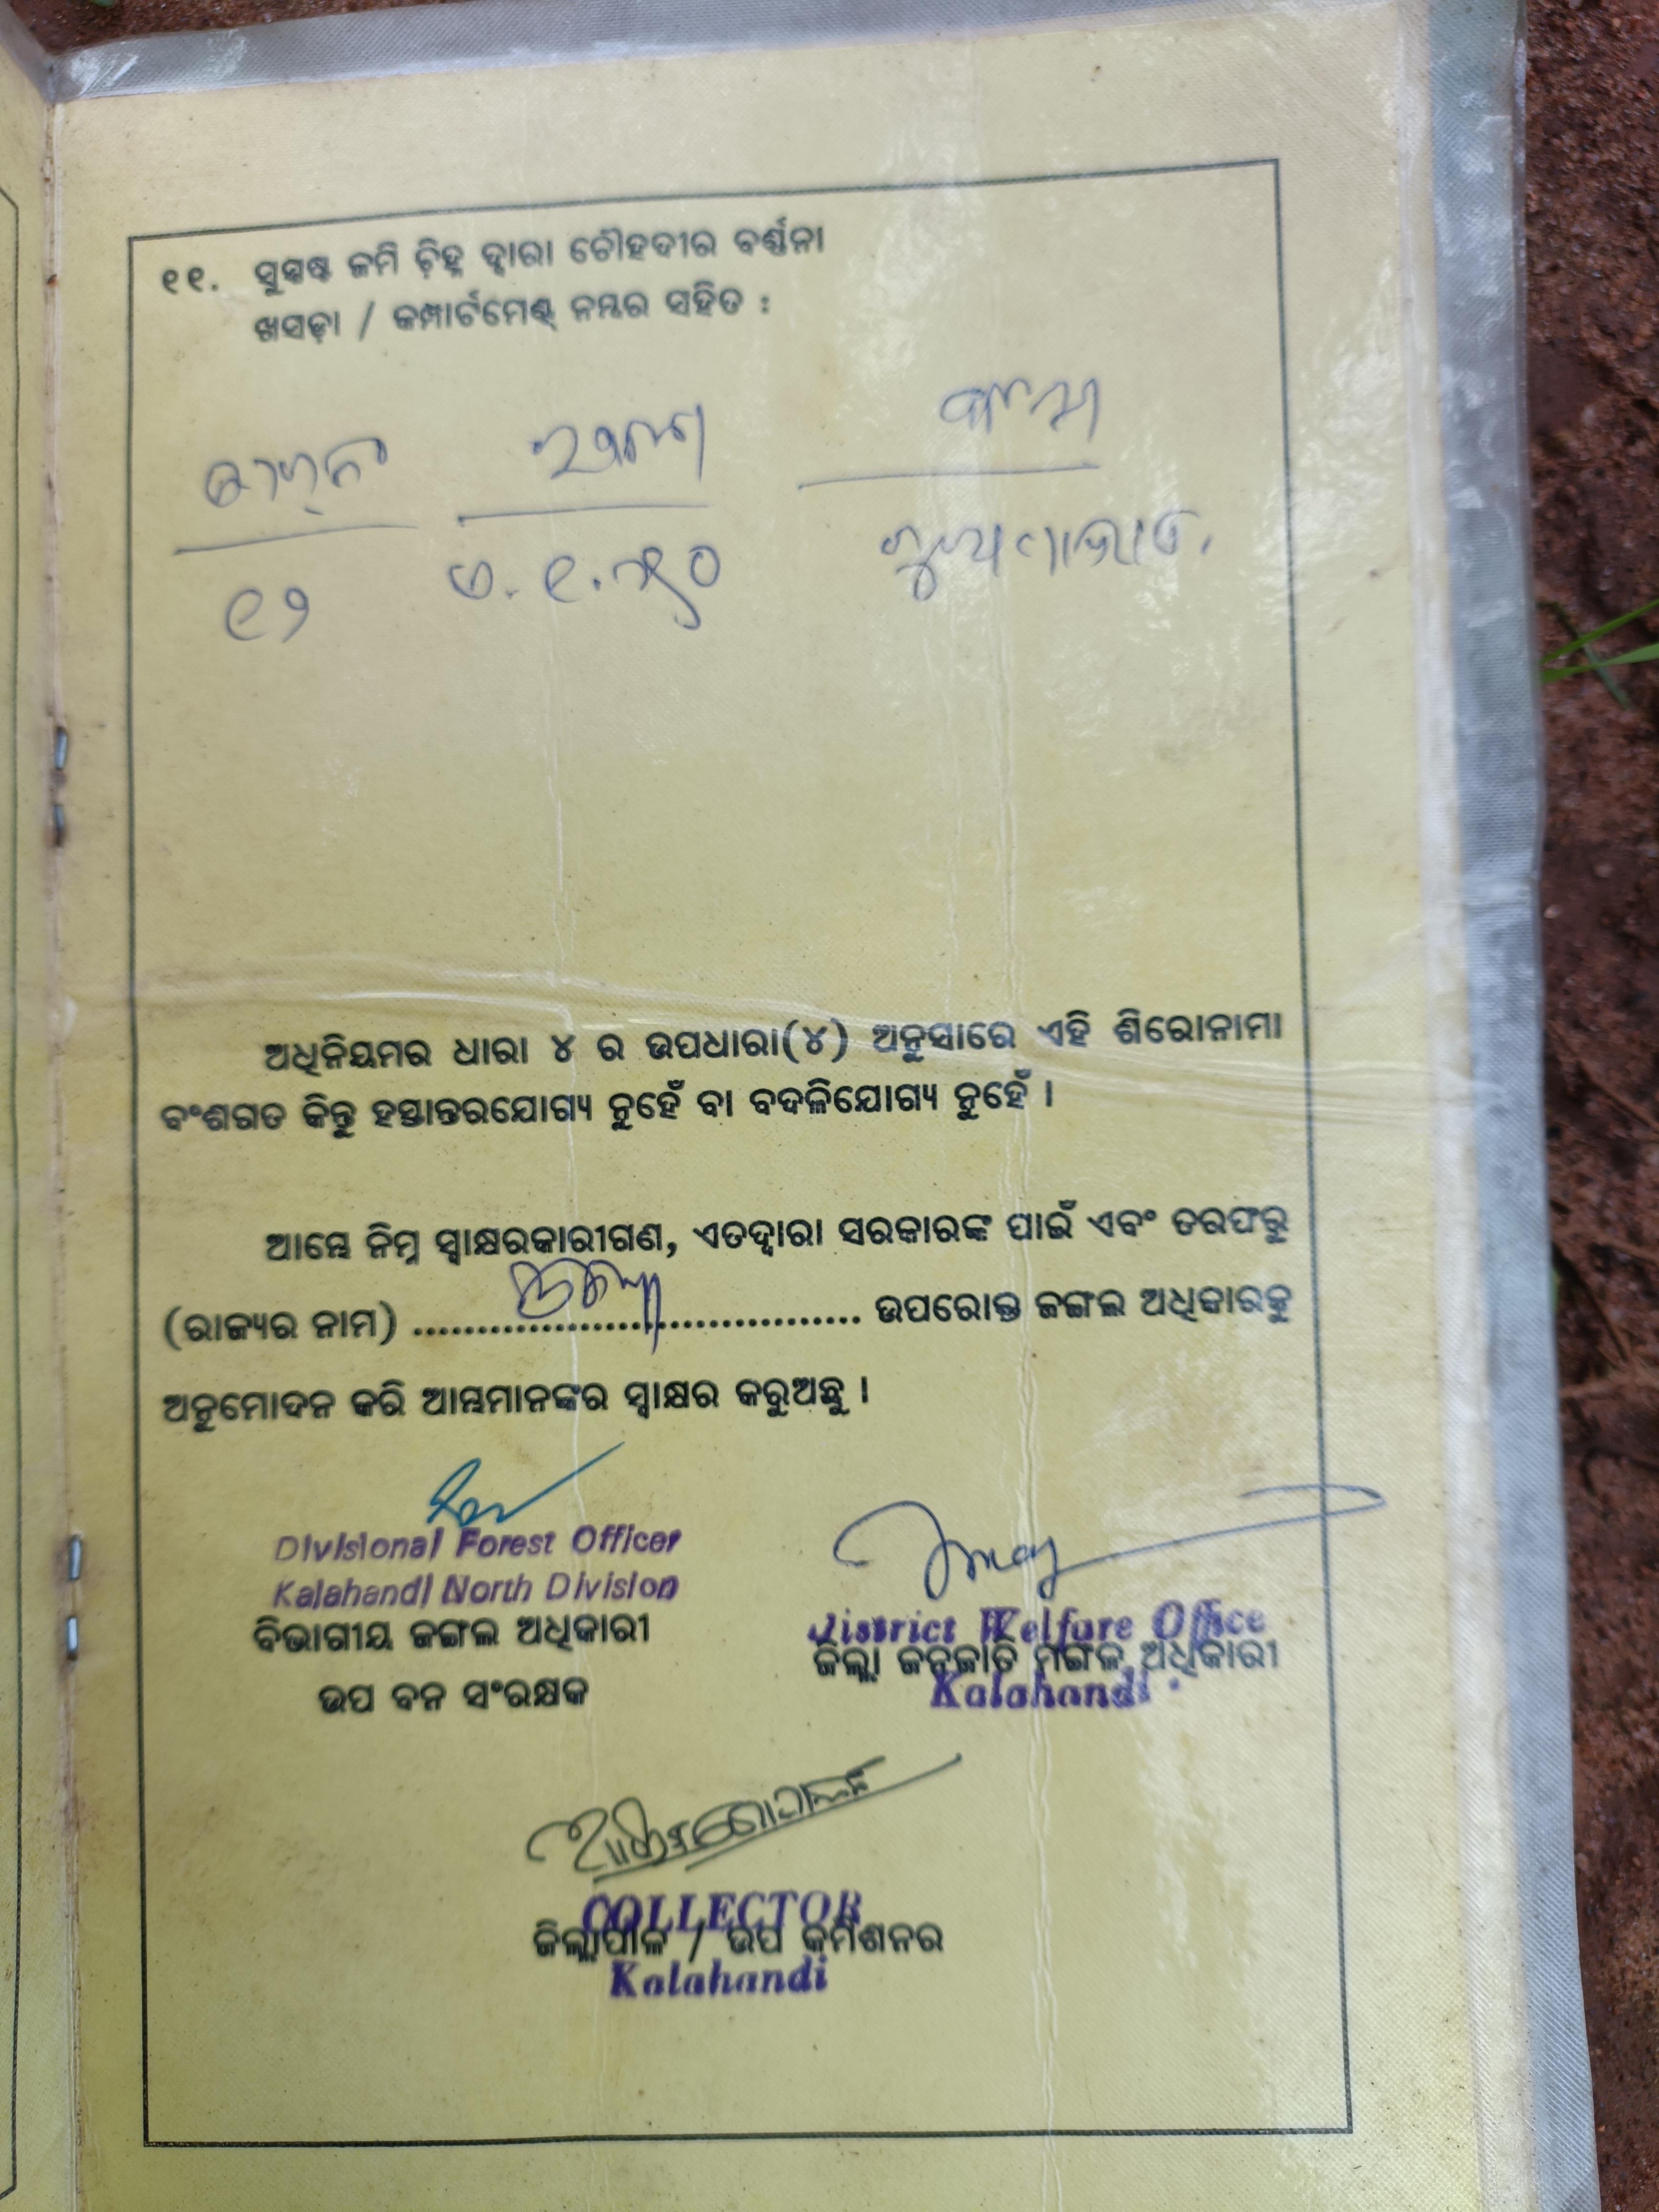 ୧୧. ସୁସ୍ପଷ୍ଟ ଜମି ଚିହ୍ନ ଦ୍ୱାରା ଚୌହଦୀର ବର୍ଣ୍ଣନା
ଖସଡ଼ା / କମ୍ପାର୍ଟମେଣ୍ଟ୍ ନମ୍ବର ସହିତ :
୧୨
ଅଧିନିୟମର ଧାରା ୪ ର ଉପଧାରା(୪) ଅନୁସାରେ ଏହି ଶିରୋନାମା
ବଂଶଗତ କିନ୍ତୁ ହସ୍ତାନ୍ତରଯୋଗ୍ୟ ନୁହେଁ ବା ବଦଳିଯୋଗ୍ୟ ନୁହେଁ ।
ଆମ୍ଭେ ନିମ୍ନ ସ୍ୱାକ୍ଷରକାରୀଗଣ, ଏତଦ୍ଦ୍ୱାରା ସରକାରଙ୍କ ପାଇଁ ଏବଂ ତରଫରୁ
(ରାଜ୍ୟର ନାମ) ................................... ଉପରୋକ୍ତ ଜଙ୍ଗଲ ଅଧିକାରକୁ
ଅନୁମୋଦନ କରି ଆମ୍ଭମାନଙ୍କର ସ୍ୱାକ୍ଷର କରୁଅଛୁ ।
Divisional Forest Officer
Kalahandi North Division
ବିଭାଗୀୟ ଜଙ୍ଗଲ ଅଧିକାରୀ
ଉପ ବନ ସଂରକ୍ଷକ
District Welfare Office
ଜିଲ୍ଲା ଜନଜାତି ମଙ୍ଗଳ ଅଧିକାରୀ
Kalahandi
COLLECTOR
ଜିଲ୍ଲାପାଳ / ଉପ କମିଶନର
Kalahandi